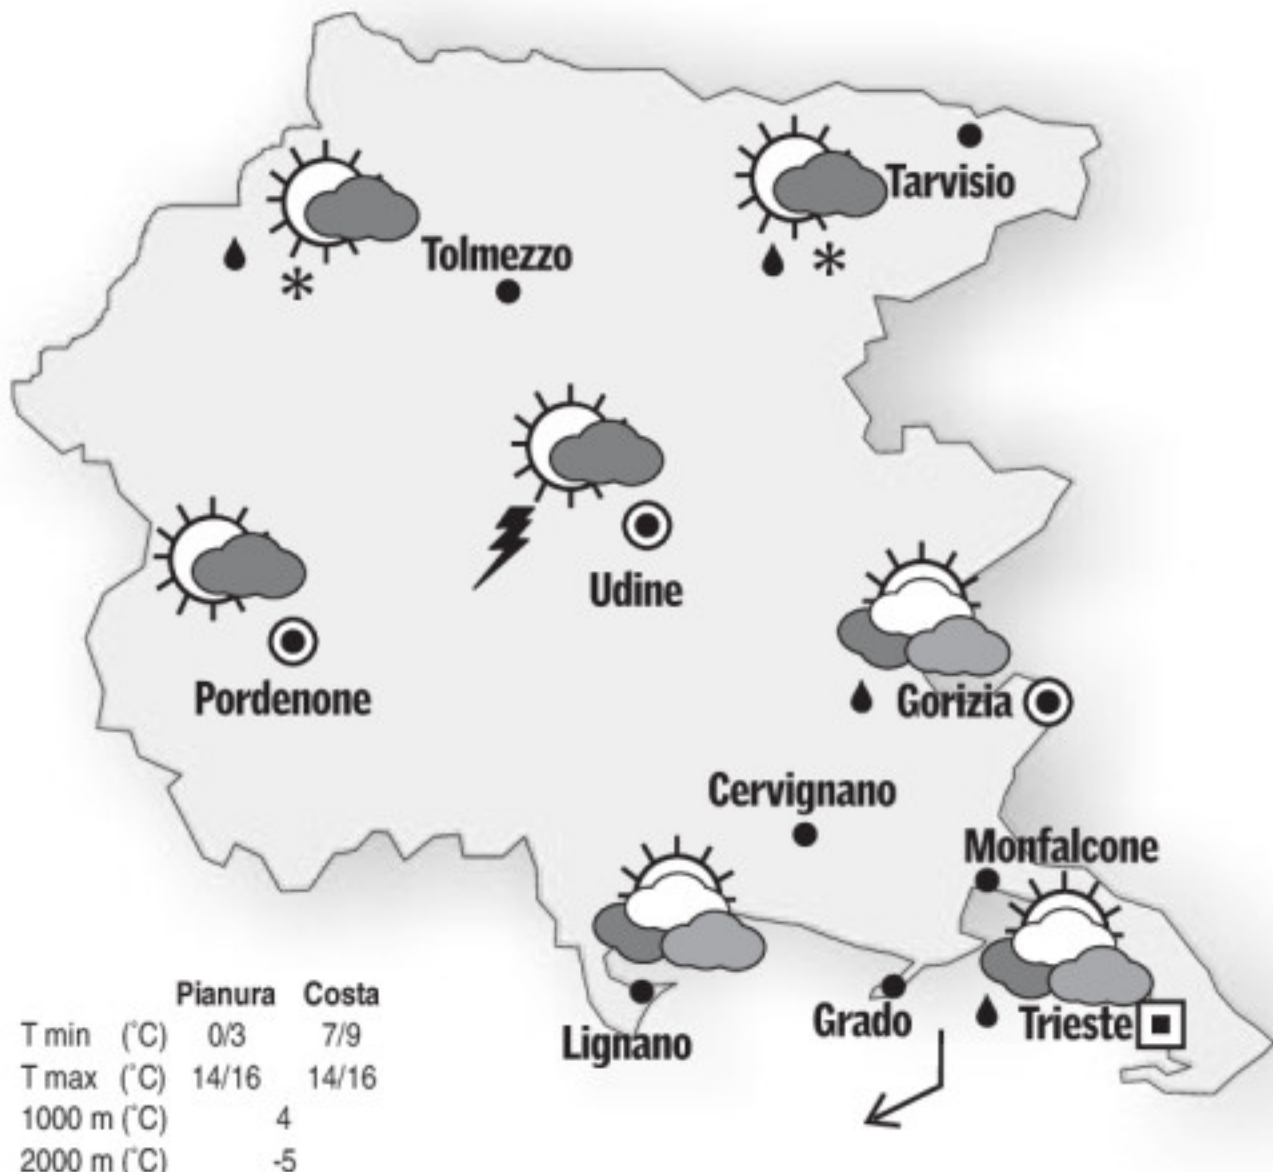 Tarvisio
Tolmezzo
Udine
Pordenone
Gorizia
Cervignano
Monfalcone
Grado
Trieste
Lignano
Pianura Costa
T min (°C) 0/3 7/9
T max (°C) 14/16 14/16
1000 m (°C) 4
2000 m (°C) -5